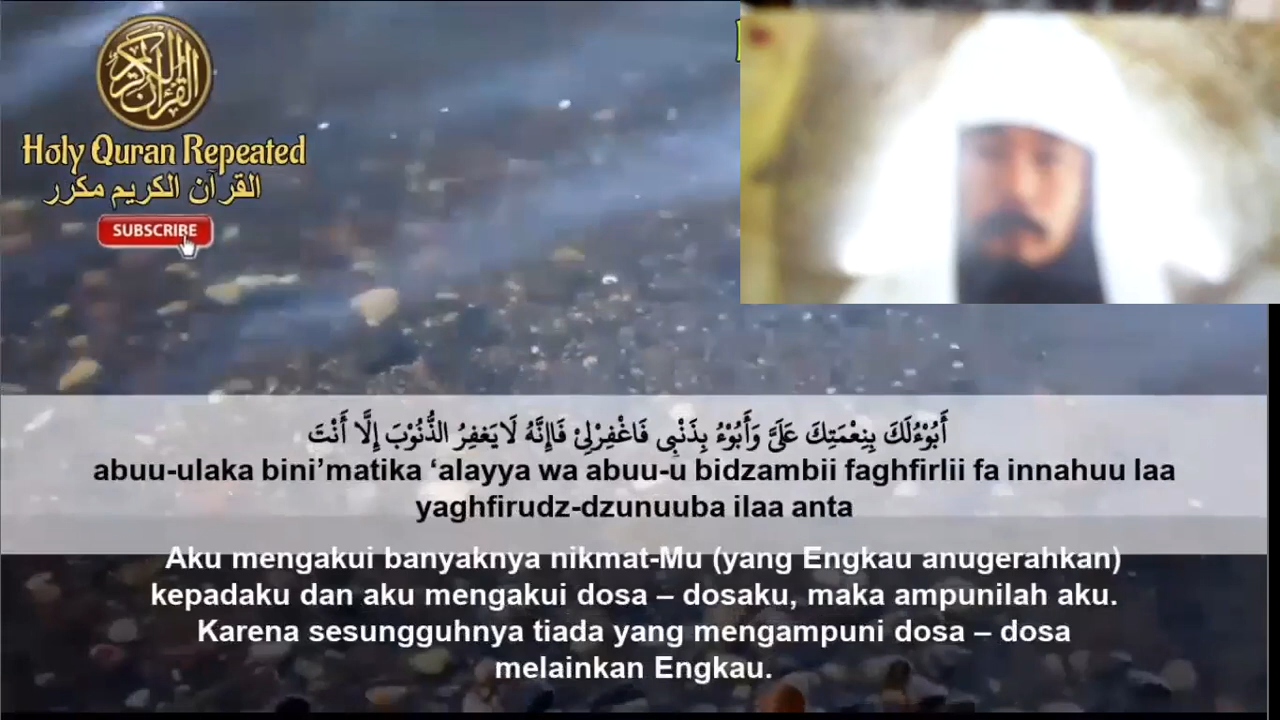 القرآن الكريم
Holy Quran Repeated
القرآن الكريم مكرر
SUBSCRIBE
أَبُوْءُلَكَ بِنِعْمَتِكَ عَلَيَّ وَأَبُوْءُ بِذَنْبِى فَاغْفِرْلِيْ فَإِنَّهُ لَا يَغْفِرُ الذُّنُوْبَ إِلَّا أَنْتَ
abuu-ulaka bini’matika ‘alayya wa abuu-u bidzambii faghfirlii fa innahuu laa
yaghfirudz-dzunuuba ilaa anta
Aku mengakui banyaknya nikmat-Mu (yang Engkau anugerahkan)
kepadaku dan aku mengakui dosa – dosaku, maka ampunilah aku.
Karena sesungguhnya tiada yang mengampuni dosa – dosa
melainkan Engkau.